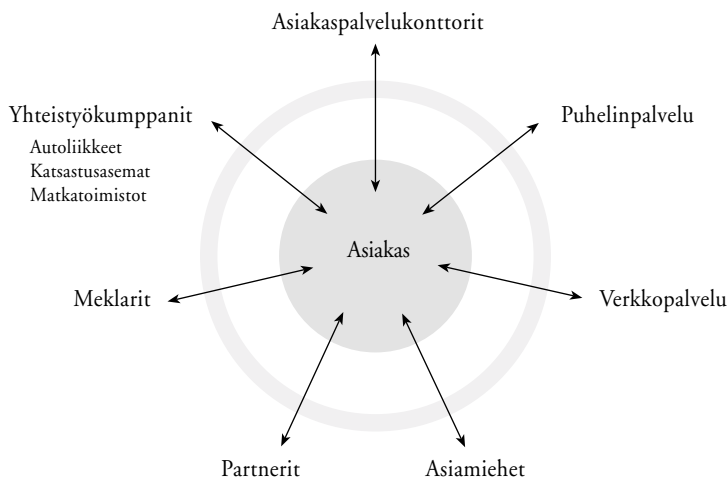 Asiakaspalvelukonttorit
Yhteistyökumppanit
Autoliikkeet
Katsastusasemat
Matkatoimistot
Puhelinpalvelu
Asiakas
Meklarit
Verkkopalvelu
Partnerit
Asiamiehet